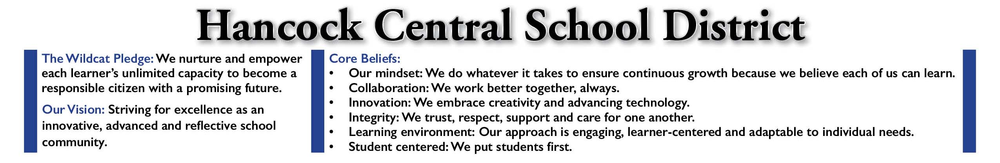 Hancock Central School District
The Wildcat Pledge: We nurture and empower
each learner's unlimited capacity to become a
responsible citizen with a promising future.
Our Vision: Striving for excellence as an
innovative, advanced and reflective school
community.
Core Beliefs:
• Our mindset: We do whatever it takes to ensure continuous growth because we believe each of us can learn.
• Collaboration: We work better together, always.
• Innovation: We embrace creativity and advancing technology.
• Integrity: We trust, respect, support and care for one another.
• Learning environment: Our approach is engaging, learner-centered and adaptable to individual needs.
• Student centered: We put students first.